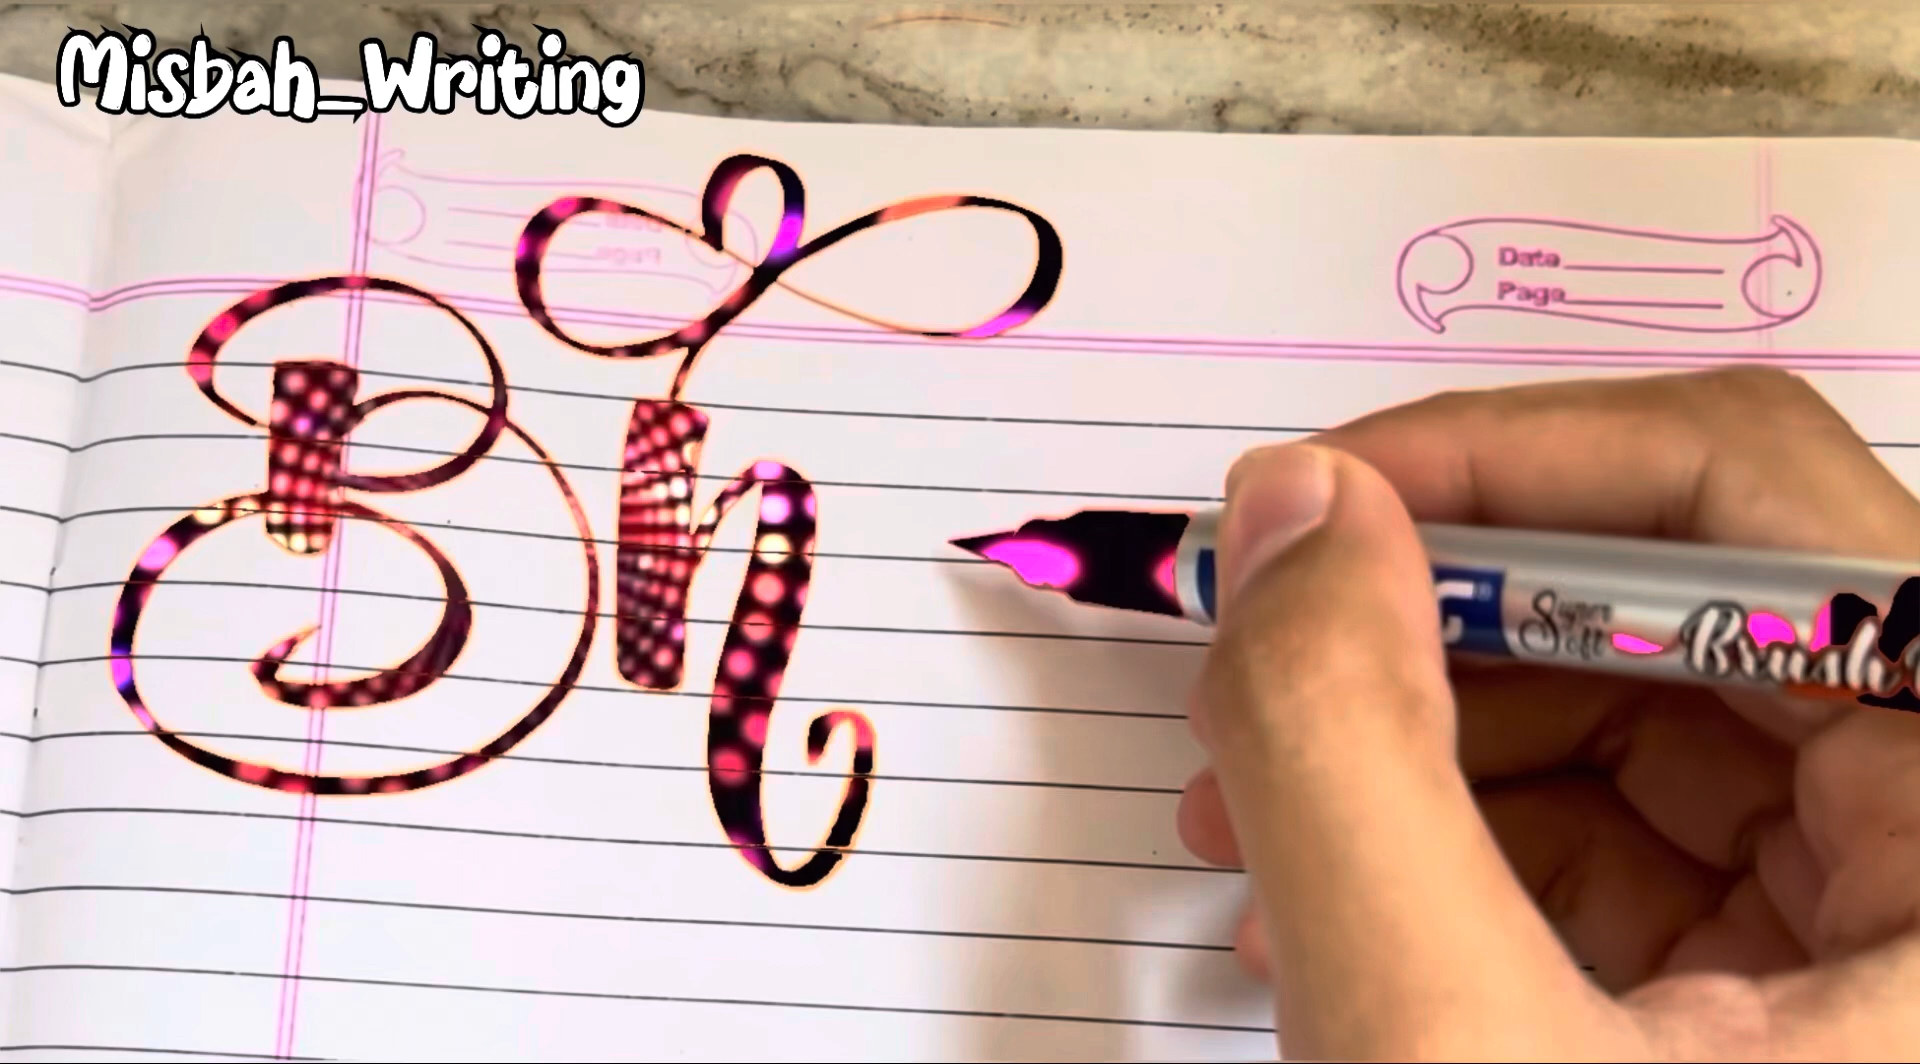 Misbah_Writing
Date
Page
Bh
Super
Soft Brush